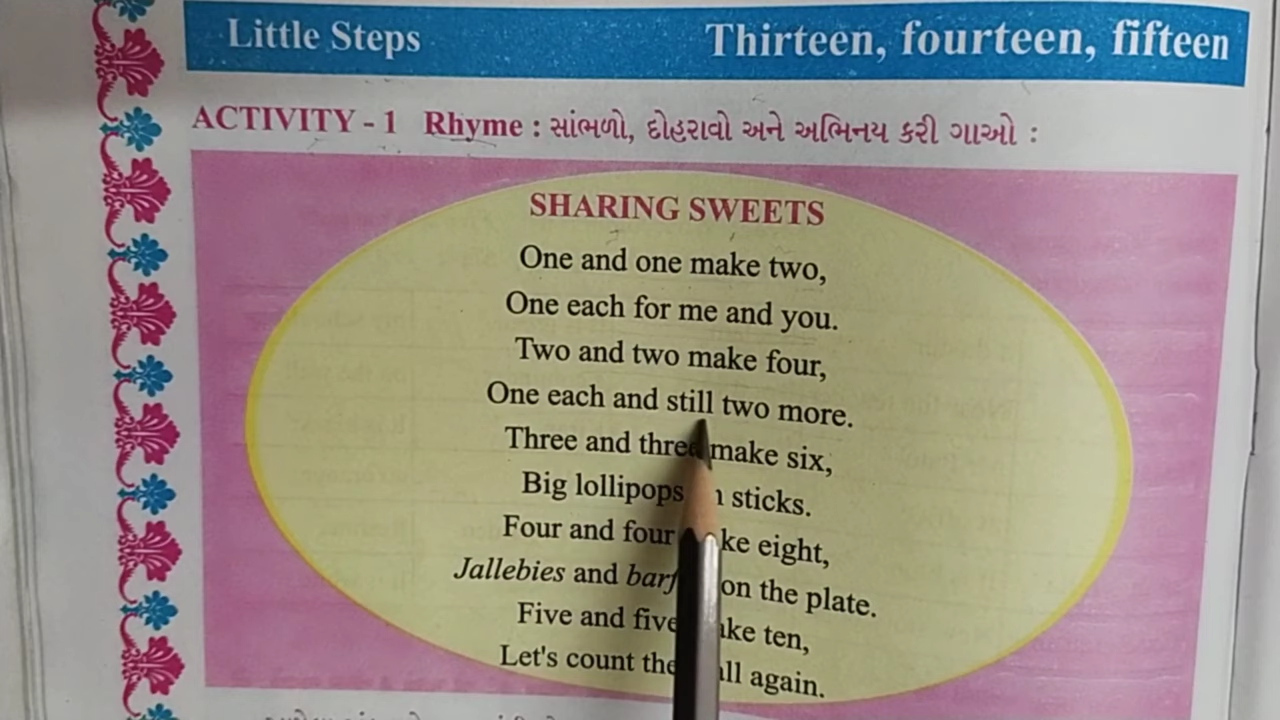 Little Steps
Thirteen, fourteen, fifteen
ACTIVITY - 1 Rhyme : સાંભળો, દોહરાવો અને અભિનય કરી ગાઓ :
SHARING SWEETS
One and one make two,
One each for me and you.
Two and two make four,
One each and still two more.
Three and three make six,
Big lollipops sticks.
Four and four eight,
Jallebies and on the plate.
Five and five ten,
Let's count again.